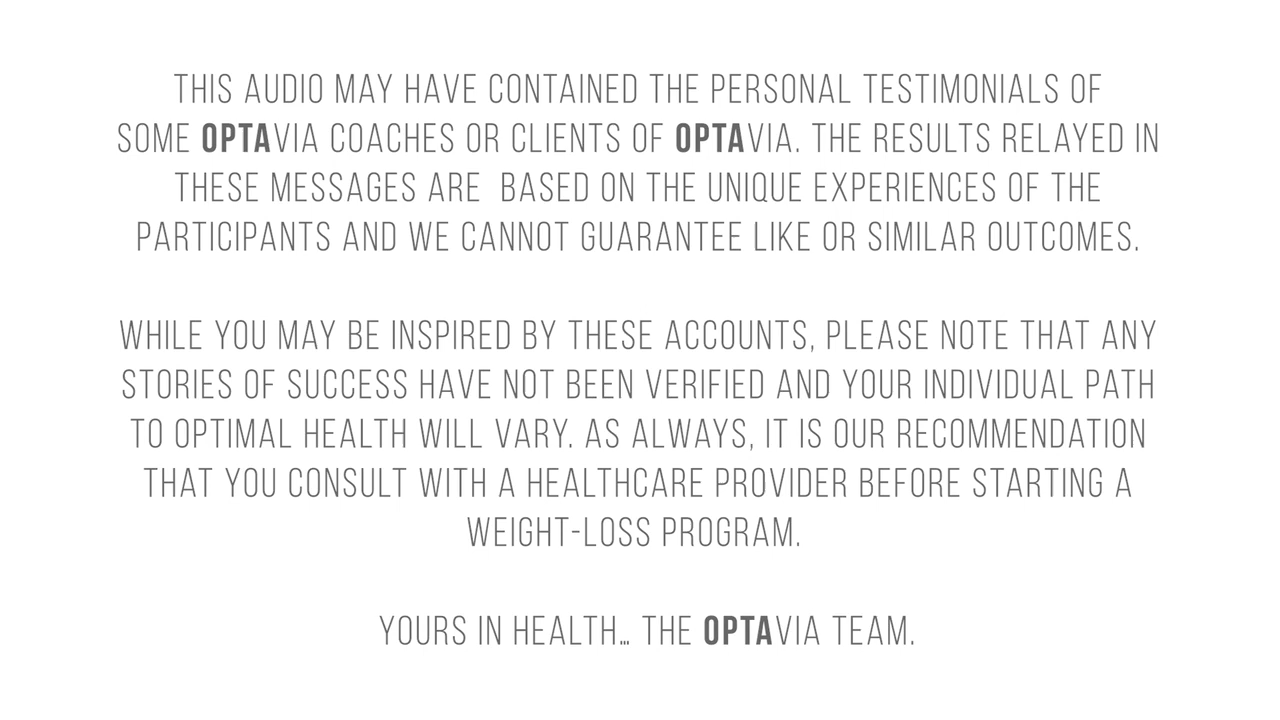 THIS AUDIO MAY HAVE CONTAINED THE PERSONAL TESTIMONIALS OF
SOME OPTAVIA COACHES OR CLIENTS OF OPTAVIA. THE RESULTS RELAYED IN
THESE MESSAGES ARE BASED ON THE UNIQUE EXPERIENCES OF THE
PARTICIPANTS AND WE CANNOT GUARANTEE LIKE OR SIMILAR OUTCOMES.
WHILE YOU MAY BE INSPIRED BY THESE ACCOUNTS, PLEASE NOTE THAT ANY
STORIES OF SUCCESS HAVE NOT BEEN VERIFIED AND YOUR INDIVIDUAL PATH
TO OPTIMAL HEALTH WILL VARY. AS ALWAYS, IT IS OUR RECOMMENDATION
THAT YOU CONSULT WITH A HEALTHCARE PROVIDER BEFORE STARTING A
WEIGHT-LOSS PROGRAM.
YOURS IN HEALTH… THE OPTAVIA TEAM.